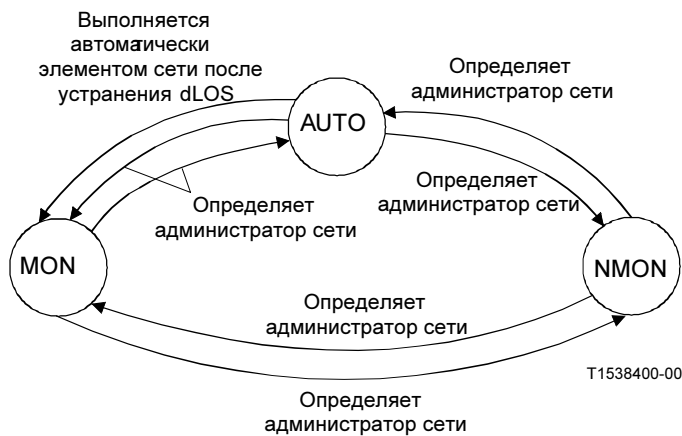 Выполняется
автоматически
элементом сети после
устранения dLOS
Определяет
администратор сети
AUTO
Определяет
администратор сети
Определяет
администратор сети
MON
NMON
Определяет
администратор сети
T1538400-00
Определяет
администратор сети